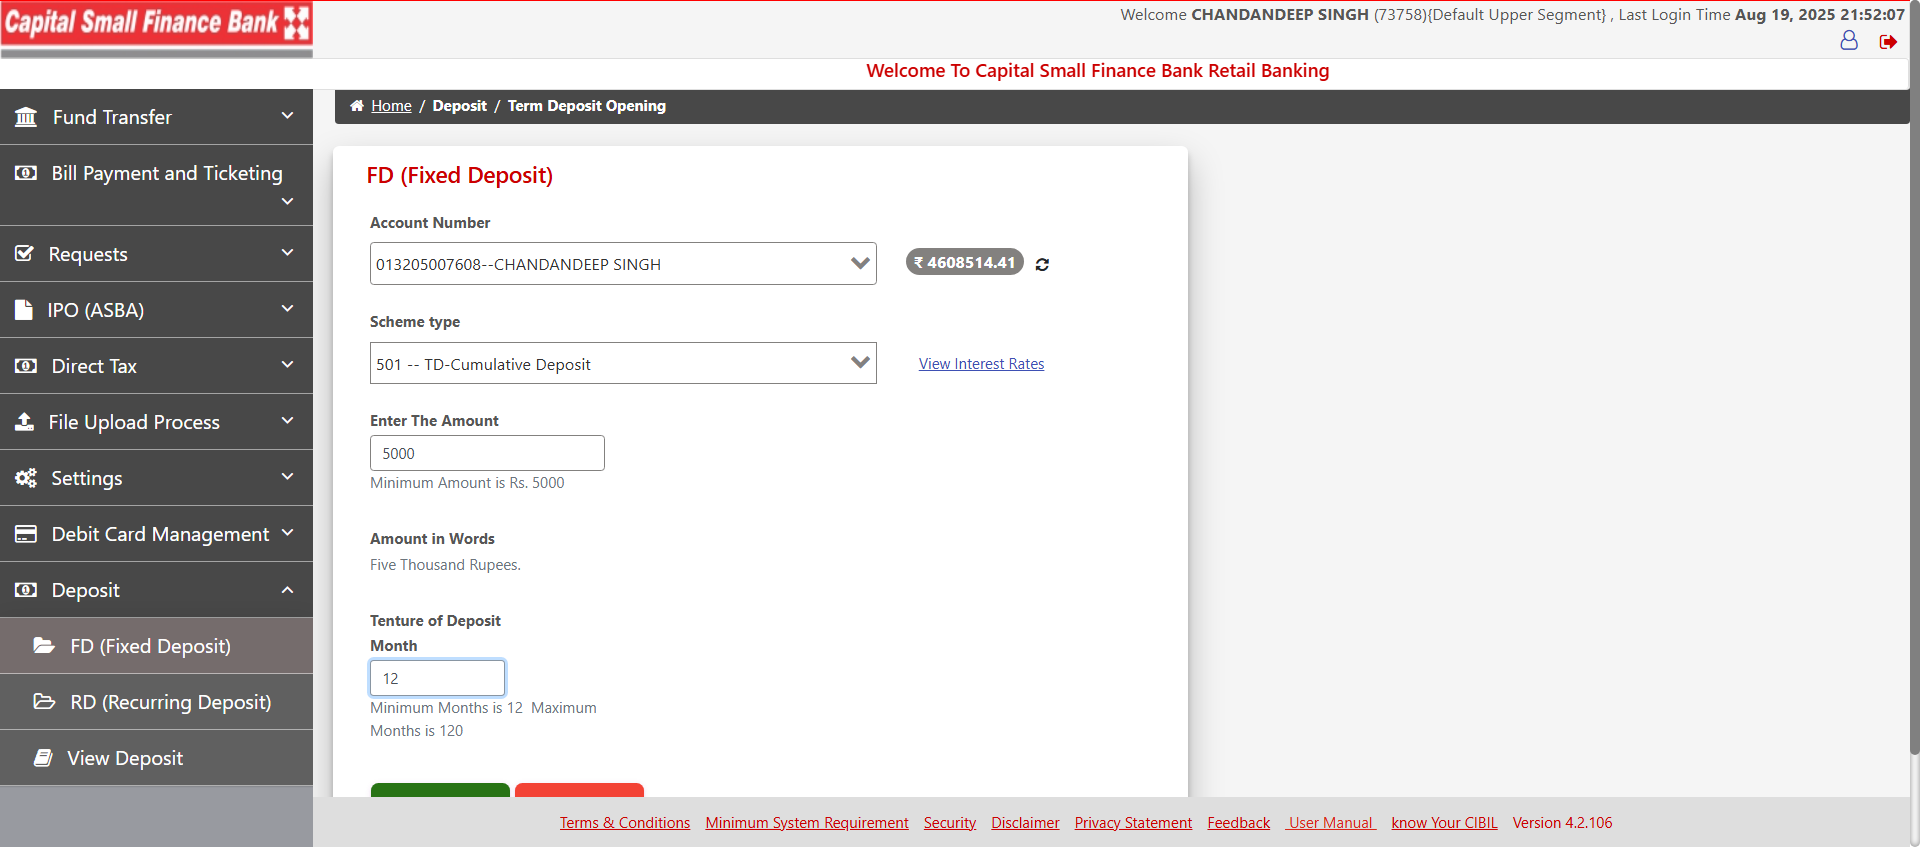 Capital Small Finance Bank
Welcome CHANDANDEEP SINGH (73758){Default Upper Segment} , Last Login Time Aug 19, 2025 21:52:07
Welcome To Capital Small Finance Bank Retail Banking
Fund Transfer
Bill Payment and Ticketing
Requests
IPO (ASBA)
Direct Tax
File Upload Process
Settings
Debit Card Management
Deposit
FD (Fixed Deposit)
RD (Recurring Deposit)
View Deposit
Home / Deposit / Term Deposit Opening
FD (Fixed Deposit)
Account Number
013205007608--CHANDANDEEP SINGH
₹ 4608514.41
Scheme type
501 -- TD-Cumulative Deposit
View Interest Rates
Enter The Amount
5000
Minimum Amount is Rs. 5000
Amount in Words
Five Thousand Rupees.
Tenture of Deposit
Month
12
Minimum Months is 12 Maximum
Months is 120
Terms & Conditions Minimum System Requirement Security Disclaimer Privacy Statement Feedback User Manual know Your CIBIL Version 4.2.106